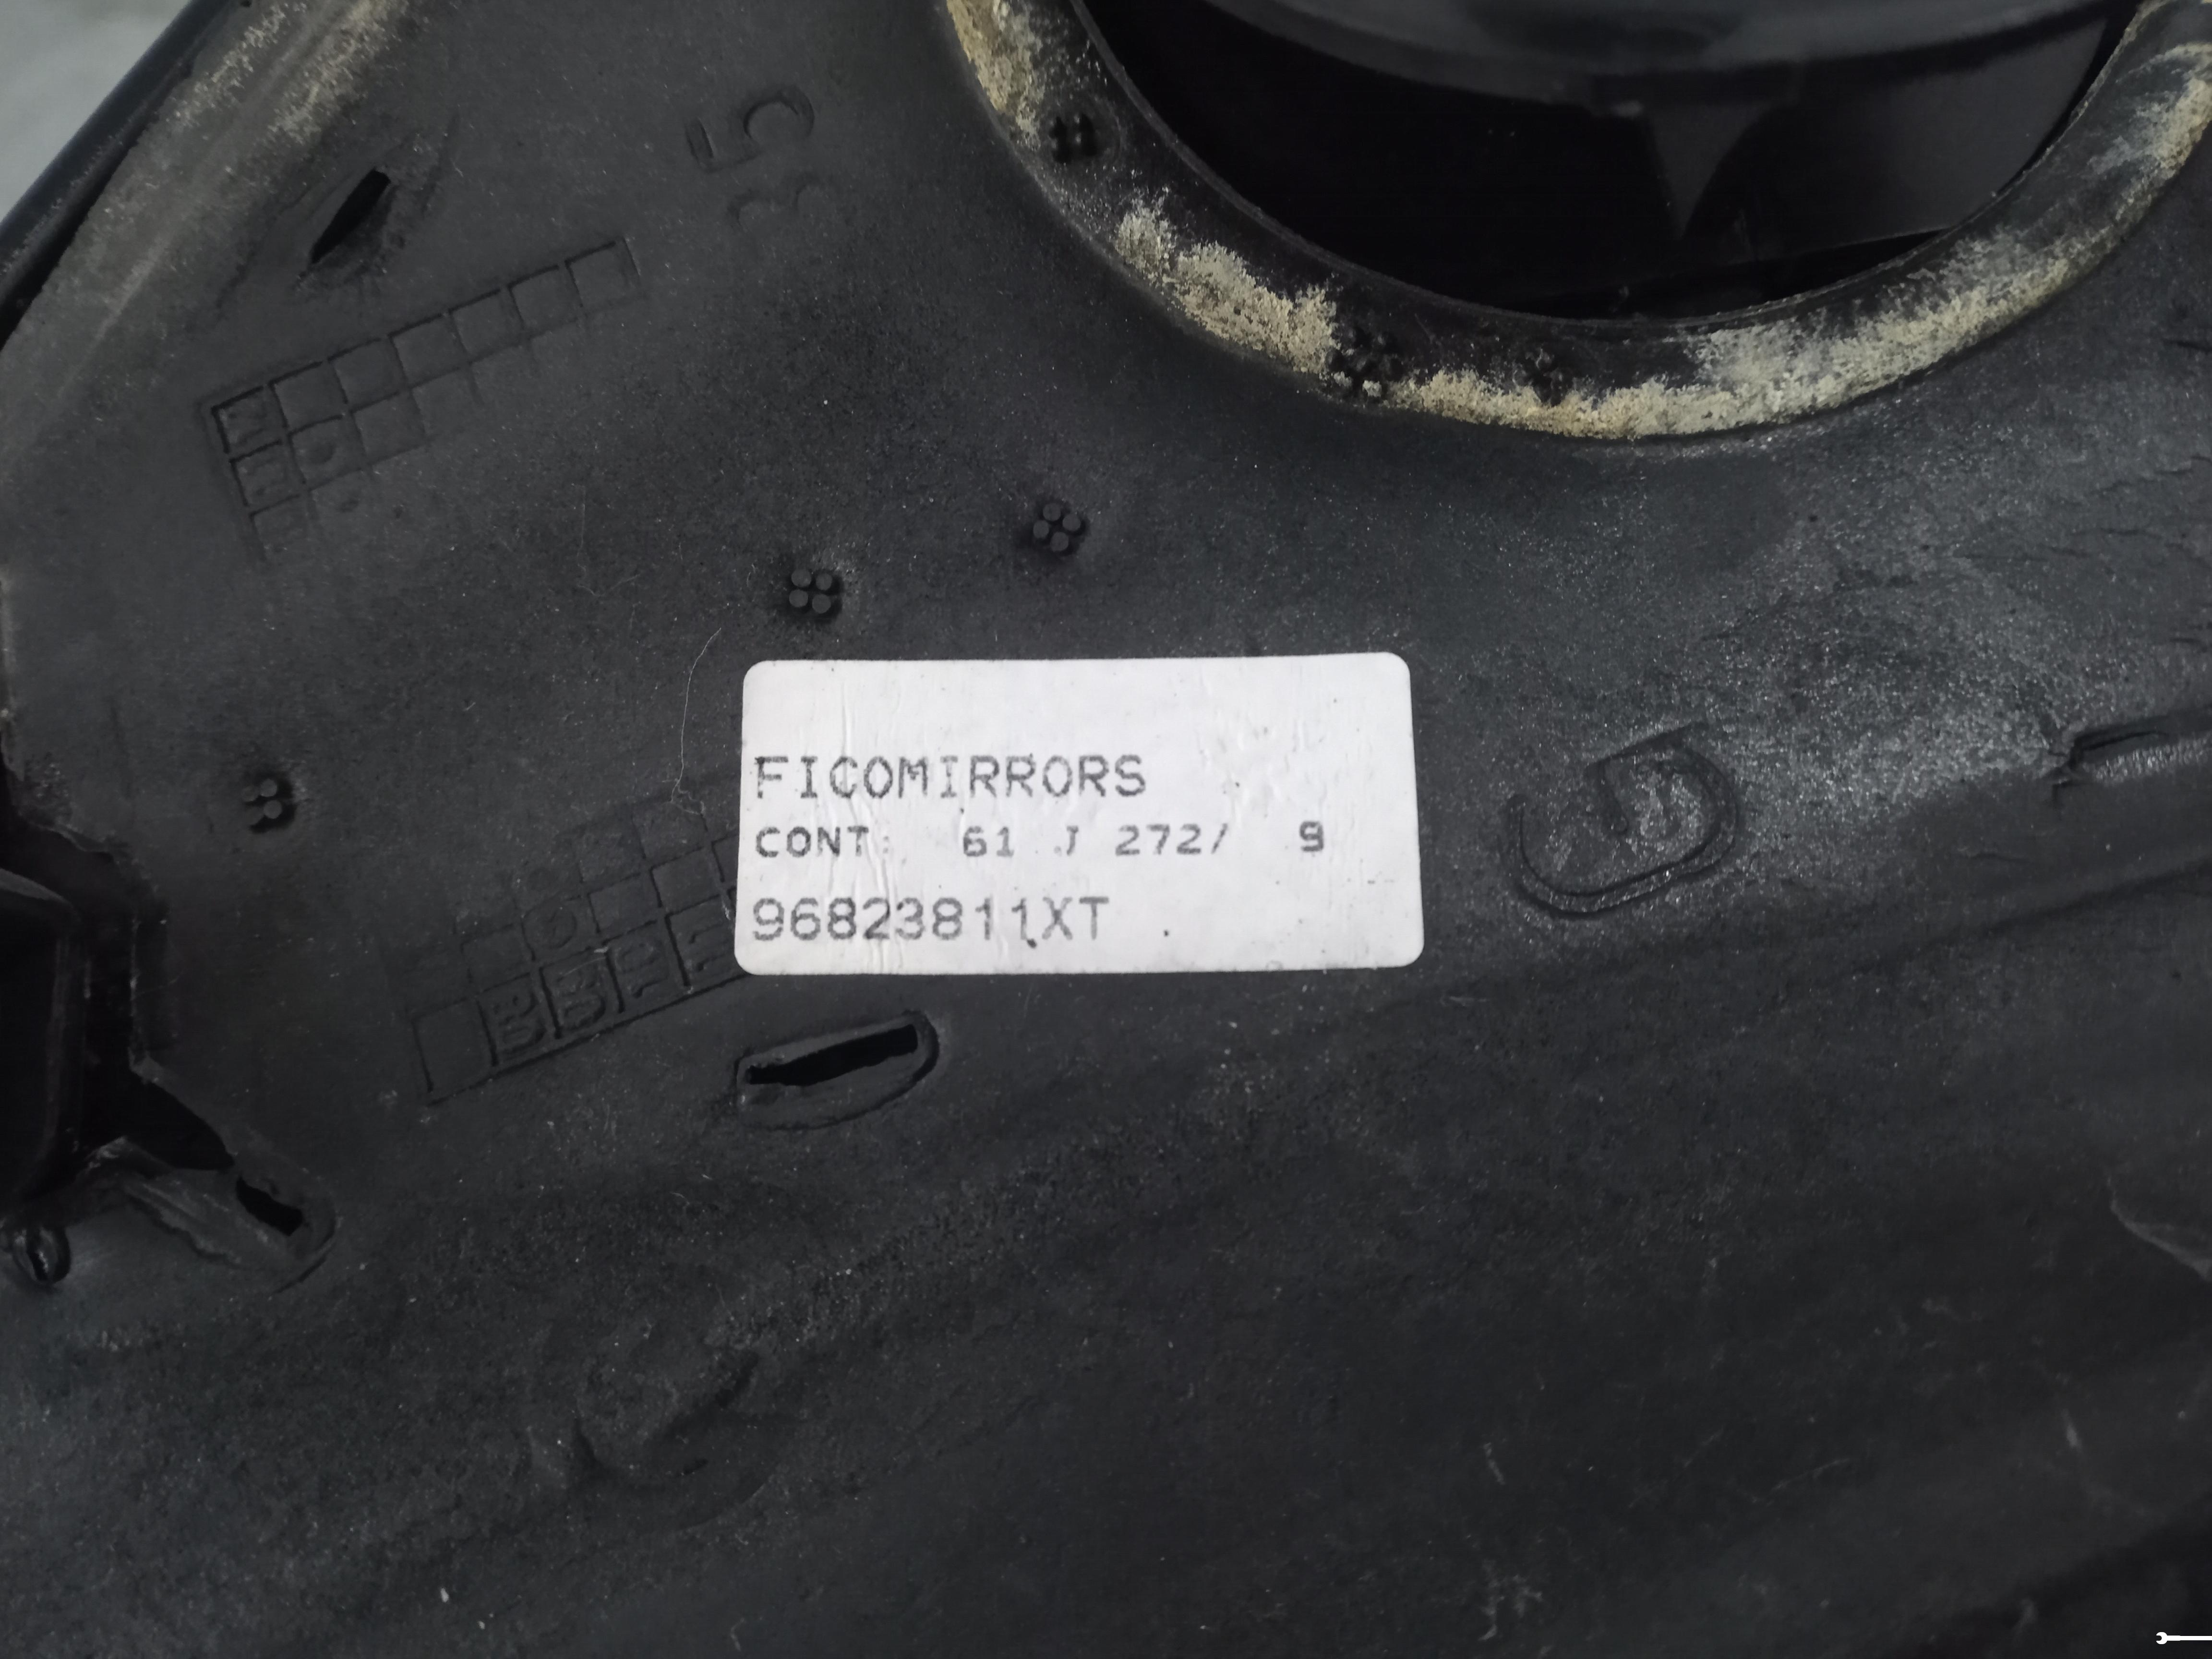 FICOMIRRORS
CONT: 61 J 272/ 9
96823811XT